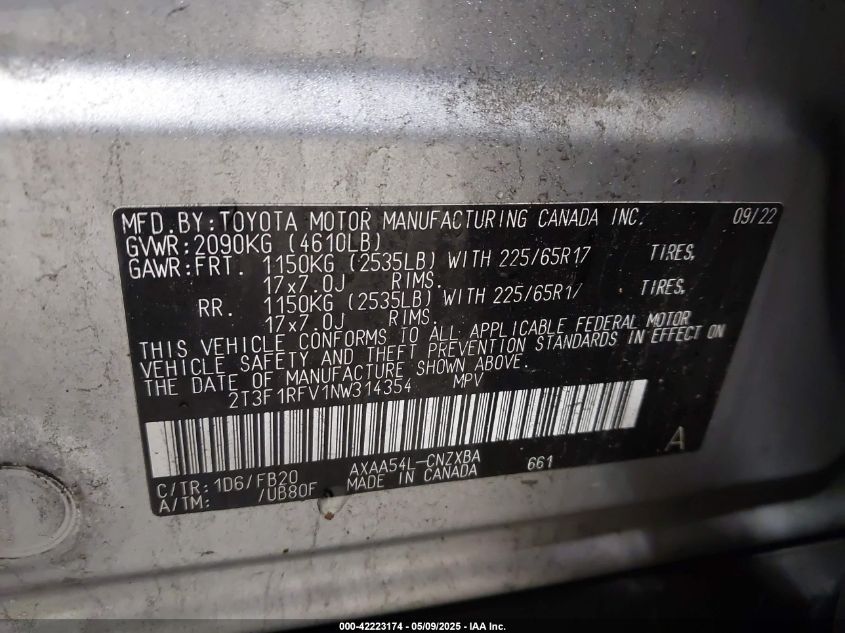 MFD.BY:TOYOTA MOTOR MANUFACTURING CANADA INC. 09/22
GVWR:2090KG (4610LB)
GAWR:FRT. 1150KG (2535LB) WITH 225/65R17 TIRES,
17x7.0J RIMS.
RR. 1150KG (2535LB) WITH 225/65R17 TIRES,
17x7.0J RIMS.
THIS VEHICLE CONFORMS TO ALL APPLICABLE FEDERAL MOTOR
VEHICLE SAFETY AND THEFT PREVENTION STANDARDS IN EFFECT ON
THE DATE OF MANUFACTURE SHOWN ABOVE.
2T3F1RFV1NW314354 MPV
A
C/TR: 1D6/FB20 AXAA54L-CNZXBA 661
A/TM: /UB80F MADE IN CANADA
000-42223174 - 05/09/2025 - IAA Inc.